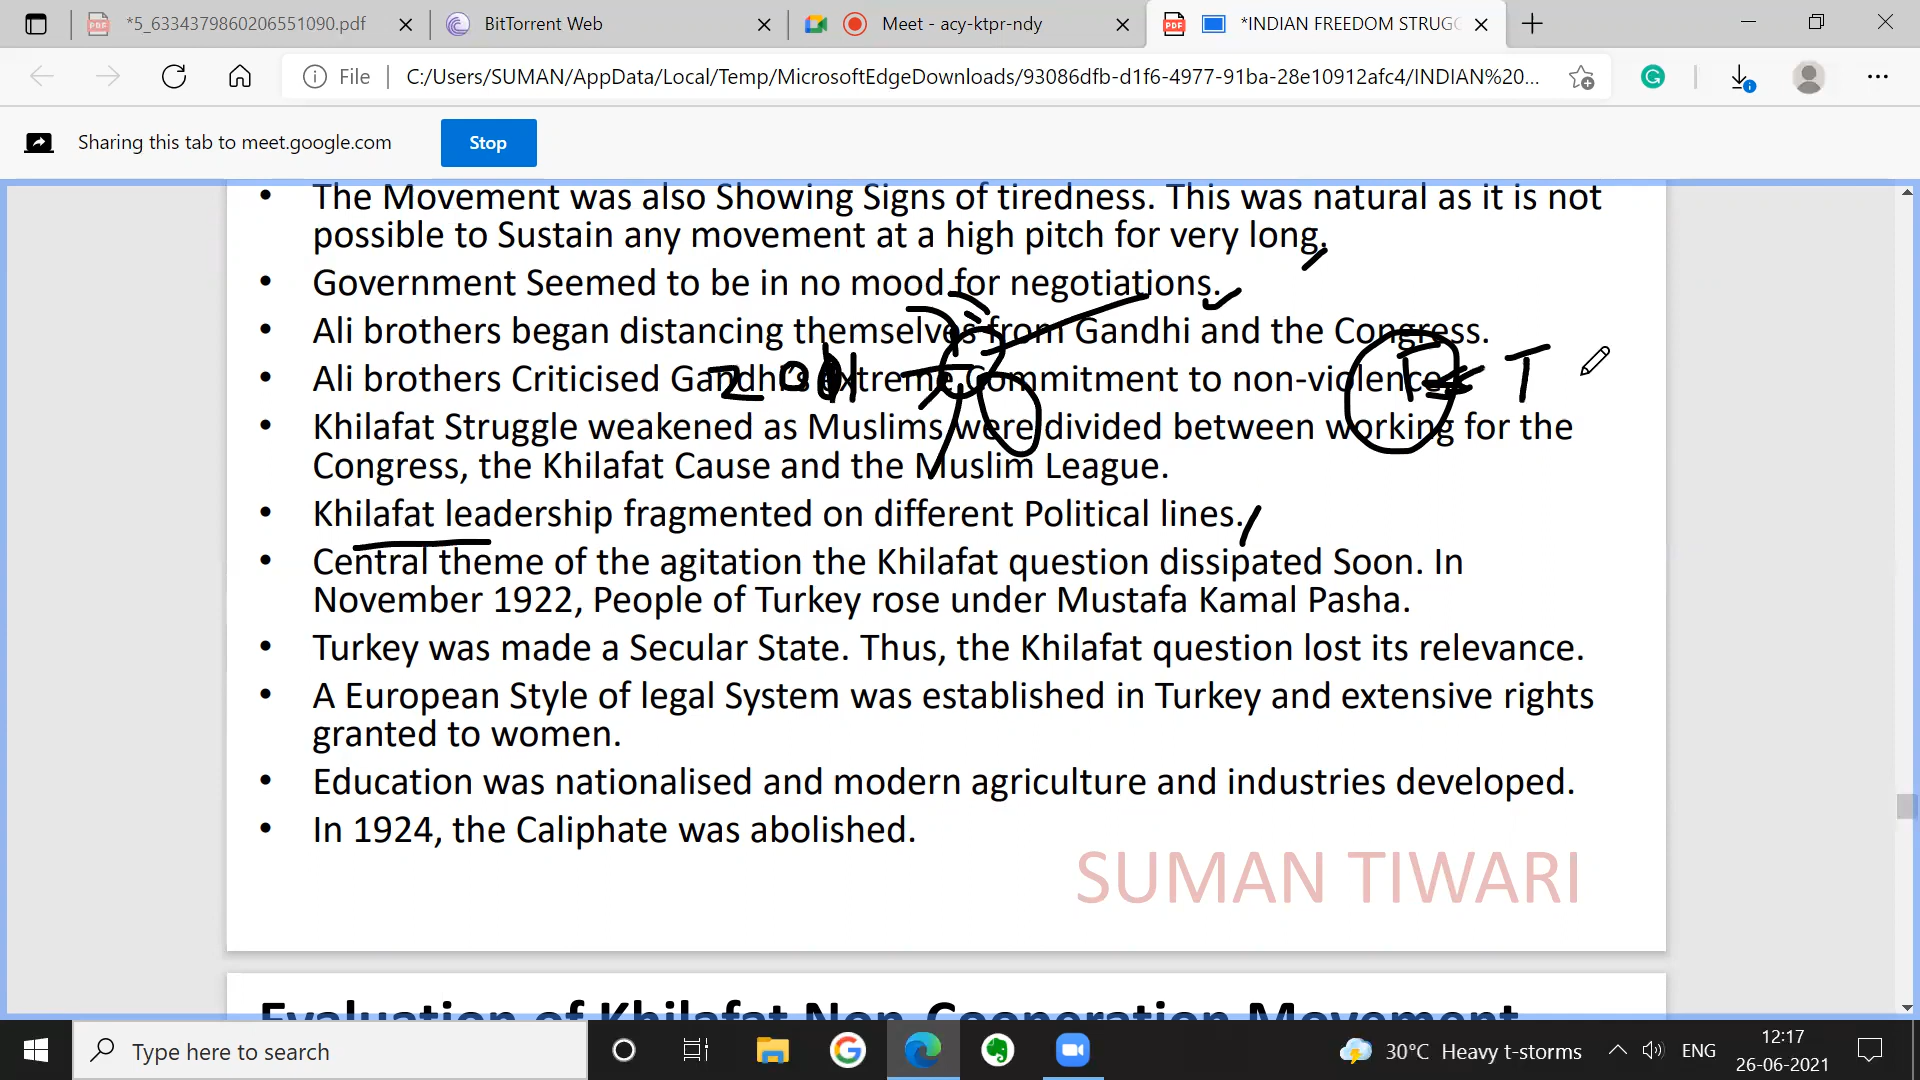 *5_6334379860206551090.pdf
BitTorrent Web
Meet - acy-ktpr-ndy
*INDIAN FREEDOM STRUGG
File
C:/Users/SUMAN/AppData/Local/Temp/MicrosoftEdgeDownloads/93086dfb-d1f6-4977-91ba-28e10912afc4/INDIAN%20...
Sharing this tab to meet.google.com
Stop
• The Movement was also Showing Signs of tiredness. This was natural as it is not
possible to Sustain any movement at a high pitch for very long.
• Government Seemed to be in no mood for negotiations.
• Ali brothers began distancing themselves from Gandhi and the Congress.
• Ali brothers Criticised Gandhi's extreme Commitment to non-violence.
• Khilafat Struggle weakened as Muslims were divided between working for the
Congress, the Khilafat Cause and the Muslim League.
• Khilafat leadership fragmented on different Political lines.
• Central theme of the agitation the Khilafat question dissipated Soon. In
November 1922, People of Turkey rose under Mustafa Kamal Pasha.
• Turkey was made a Secular State. Thus, the Khilafat question lost its relevance.
• A European Style of legal System was established in Turkey and extensive rights
granted to women.
• Education was nationalised and modern agriculture and industries developed.
• In 1924, the Caliphate was abolished.
SUMAN TIWARI
Evaluation of Khilafat Non-Cooperation Movement
Type here to search
30°C Heavy t-storms
ENG
12:17
26-06-2021